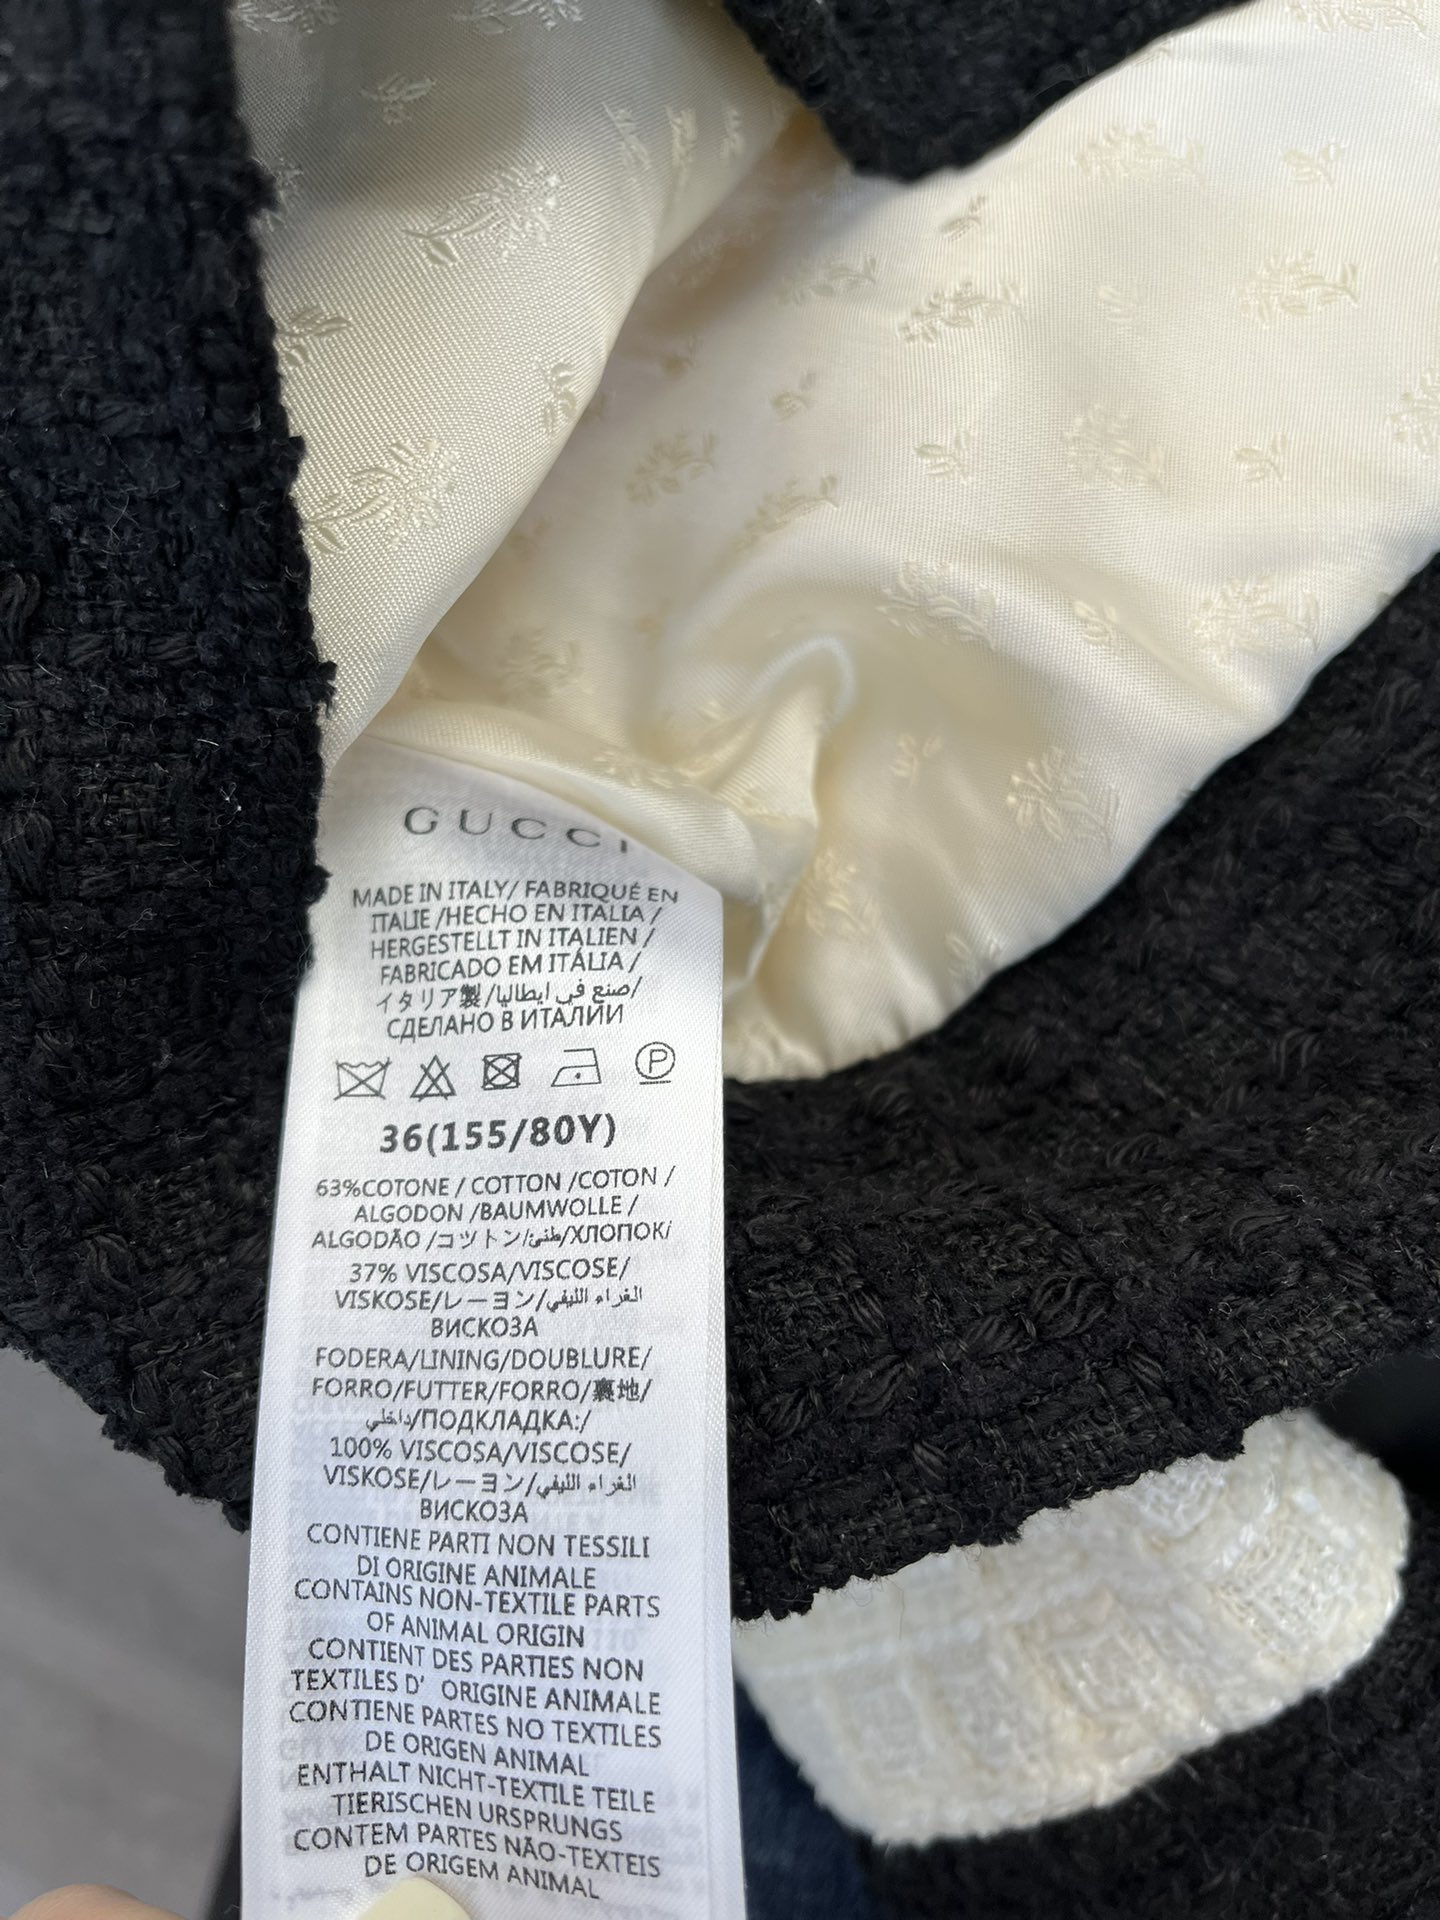 GUCCI
MADE IN ITALY/ FABRIQUÉ EN
ITALIE /HECHO EN ITALIA /
HERGESTELLT IN ITALIEN /
FABRICADO EM ITÁLIA /
イタリア製 /صنع في ايطاليا/
СДЕЛАНО В ИТАЛИИ
P
36(155/80Y)
63%COTONE / COTTON /COTON /
ALGODON /BAUMWOLLE /
ALGODÃO /コットン/طني/ХЛОПОК/
37% VISCOSA/VISCOSE/
VISKOSE/レーヨン/الغراء الليفي
ВИСКОЗА
FODERA/LINING/DOUBLURE/
FORRO/FUTTER/FORRO/裏地/
داخلي/ПОДКЛАДКА:/
100% VISCOSA/VISCOSE/
VISKOSE/レーヨン/الغراء الليفي
ВИСКОЗА
CONTIENE PARTI NON TESSILI
DI ORIGINE ANIMALE
CONTAINS NON-TEXTILE PARTS
OF ANIMAL ORIGIN
CONTIENT DES PARTIES NON
TEXTILES D' ORIGINE ANIMALE
CONTIENE PARTES NO TEXTILES
DE ORIGEN ANIMAL
ENTHALT NICHT-TEXTILE TEILE
TIERISCHEN URSPRUNGS
CONTEM PARTES NÃO-TEXTEIS
DE ORIGEM ANIMAL